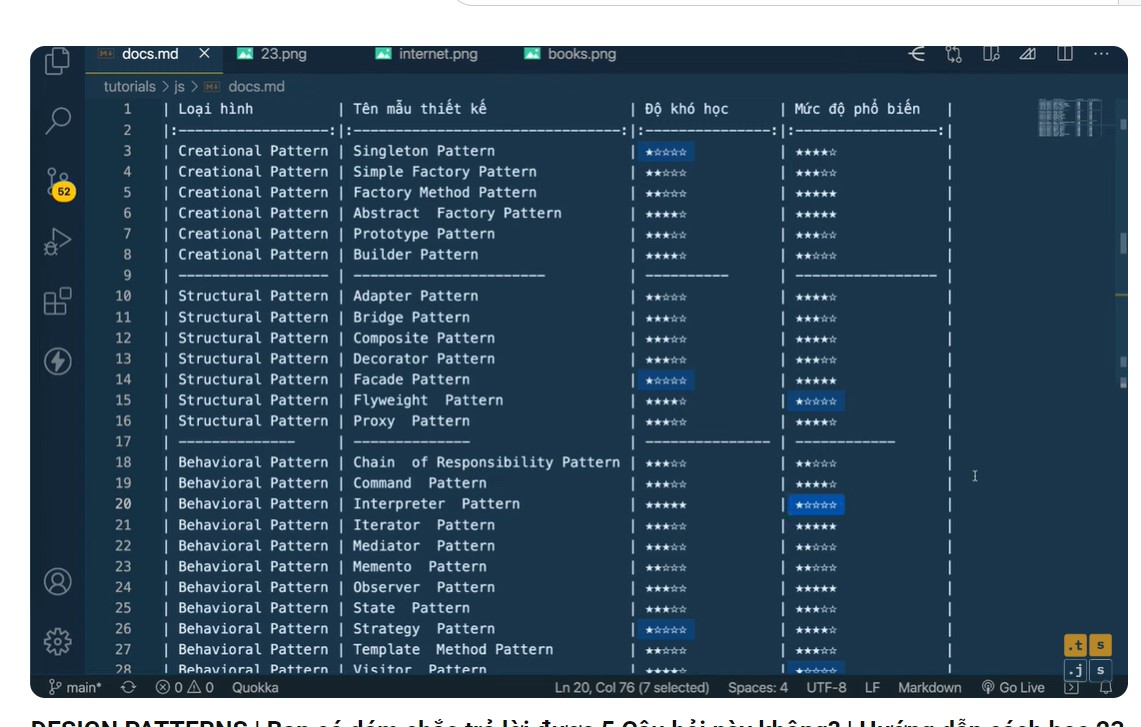 docs.md
23.png
internet.png
books.png
tutorials > js > docs.md
1 | Loại hình | Tên mẫu thiết kế | Độ khó học | Mức độ phổ biến |
2 |:------------------:|:--------------------------------:|:---------------:|:-----------------:|
3 | Creational Pattern | Singleton Pattern | ★☆☆☆☆ | ★★★★☆ |
4 | Creational Pattern | Simple Factory Pattern | ★★☆☆☆ | ★★★☆☆ |
5 | Creational Pattern | Factory Method Pattern | ★★☆☆☆ | ★★★★★ |
6 | Creational Pattern | Abstract  Factory Pattern | ★★★★☆ | ★★★★★ |
7 | Creational Pattern | Prototype Pattern | ★★★☆☆ | ★★★☆☆ |
8 | Creational Pattern | Builder Pattern | ★★★★☆ | ★★☆☆☆ |
9 | ------------------ | ----------------------- | ---------- | ----------------- |
10 | Structural Pattern | Adapter Pattern | ★★☆☆☆ | ★★★★☆ |
11 | Structural Pattern | Bridge Pattern | ★★★☆☆ | ★★★☆☆ |
12 | Structural Pattern | Composite Pattern | ★★★☆☆ | ★★★★☆ |
13 | Structural Pattern | Decorator Pattern | ★★★☆☆ | ★★★☆☆ |
14 | Structural Pattern | Facade Pattern | ★☆☆☆☆ | ★★★★★ |
15 | Structural Pattern | Flyweight  Pattern | ★★★★☆ | ★☆☆☆☆ |
16 | Structural Pattern | Proxy  Pattern | ★★★☆☆ | ★★★★☆ |
17 | -------------- | -------------- | --------------- | ------------ |
18 | Behavioral Pattern | Chain  of Responsibility Pattern | ★★★☆☆ | ★★☆☆☆ |
19 | Behavioral Pattern | Command  Pattern | ★★★☆☆ | ★★★★☆ |
20 | Behavioral Pattern | Interpreter  Pattern | ★★★★★ | ★☆☆☆☆ |
21 | Behavioral Pattern | Iterator  Pattern | ★★★☆☆ | ★★★★★ |
22 | Behavioral Pattern | Mediator  Pattern | ★★★☆☆ | ★★☆☆☆ |
23 | Behavioral Pattern | Memento  Pattern | ★★☆☆☆ | ★★☆☆☆ |
24 | Behavioral Pattern | Observer  Pattern | ★★★☆☆ | ★★★★★ |
25 | Behavioral Pattern | State  Pattern | ★★★☆☆ | ★★★☆☆ |
26 | Behavioral Pattern | Strategy  Pattern | ★☆☆☆☆ | ★★★★☆ |
27 | Behavioral Pattern | Template  Method Pattern | ★★☆☆☆ | ★★★☆☆ |
28 | Behavioral Pattern | Visitor  Pattern | ★★★★☆ | ★☆☆☆☆ |
52
.t s
.j s
main* 0 0 Quokka Ln 20, Col 76 (7 selected) Spaces: 4 UTF-8 LF Markdown Go Live
DESIGN PATTERNS | Bạn có dám chắc trả lời được 5 Câu hỏi này không? | Hướng dẫn cách học 23